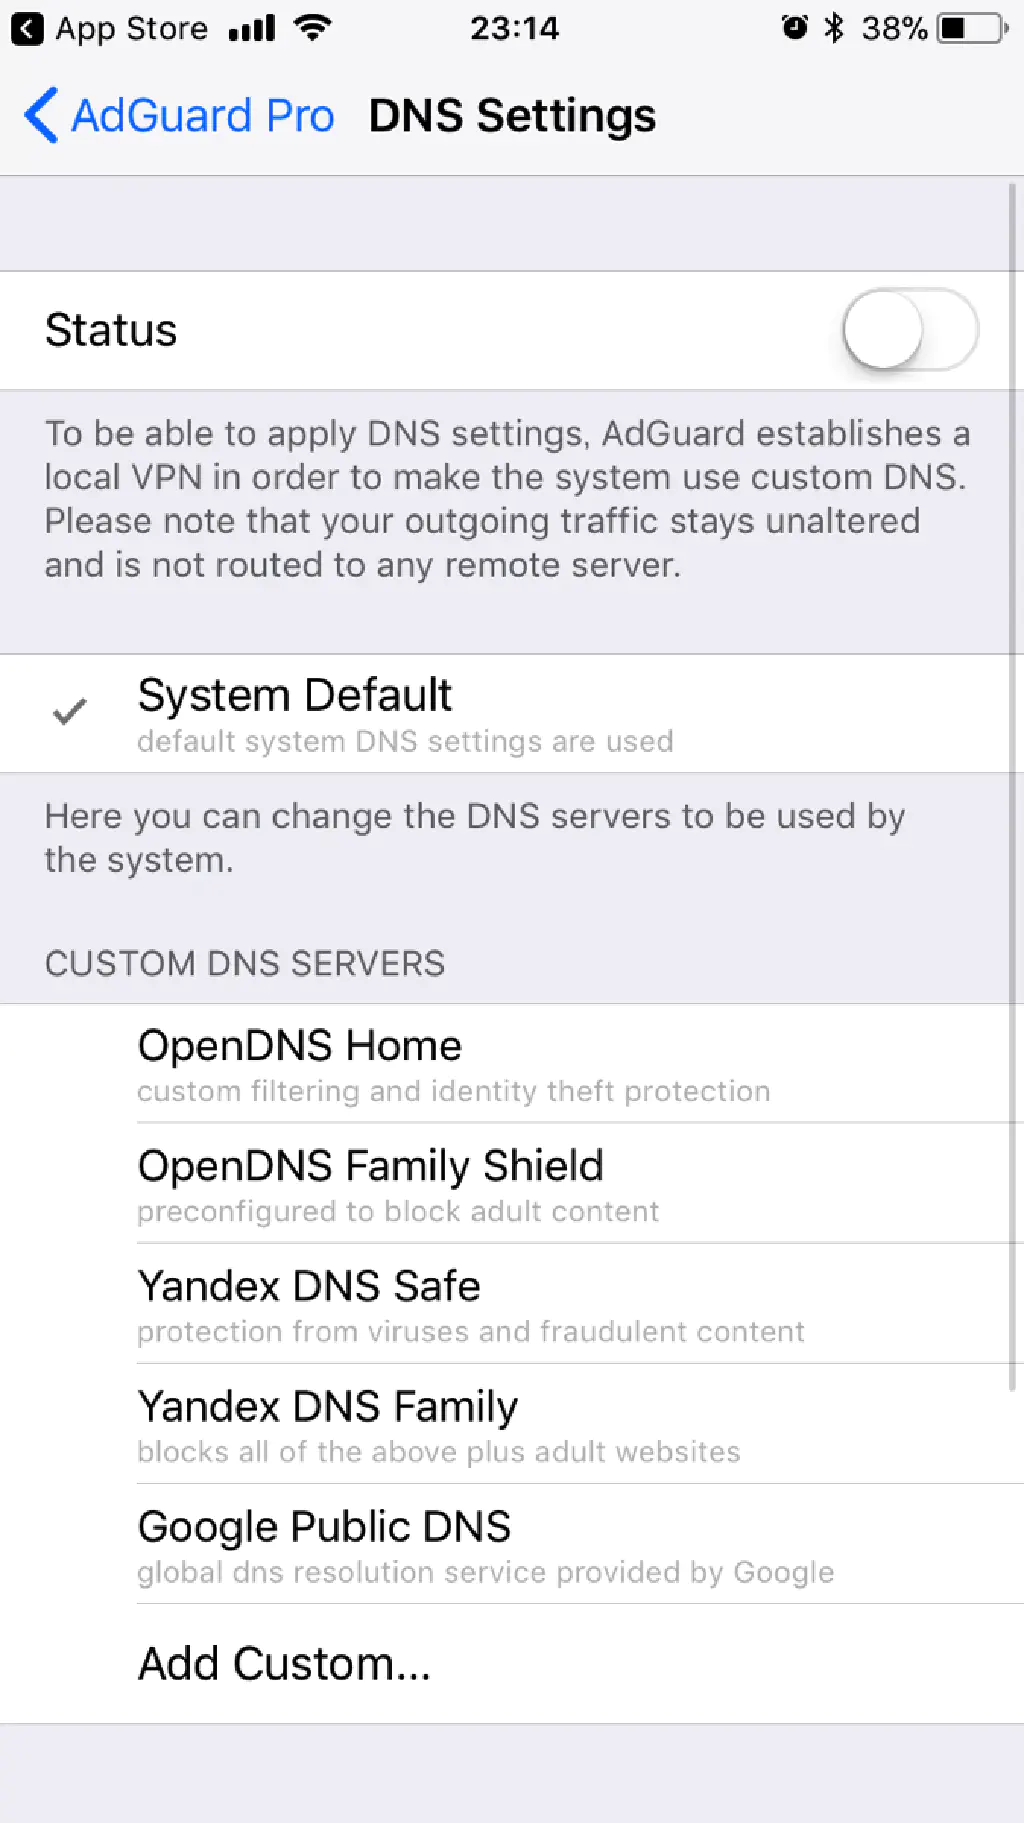 App Store 23:14 38%
AdGuard Pro DNS Settings
Status
To be able to apply DNS settings, AdGuard establishes a
local VPN in order to make the system use custom DNS.
Please note that your outgoing traffic stays unaltered
and is not routed to any remote server.
System Default
default system DNS settings are used
Here you can change the DNS servers to be used by
the system.
CUSTOM DNS SERVERS
OpenDNS Home
custom filtering and identity theft protection
OpenDNS Family Shield
preconfigured to block adult content
Yandex DNS Safe
protection from viruses and fraudulent content
Yandex DNS Family
blocks all of the above plus adult websites
Google Public DNS
global dns resolution service provided by Google
Add Custom...